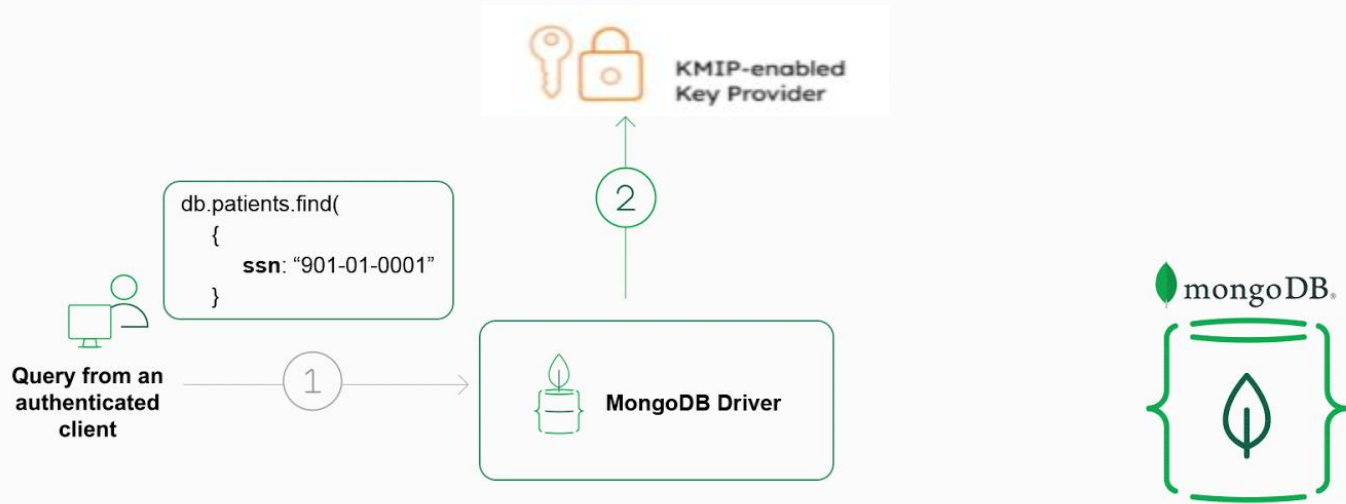 KMIP-enabled
Key Provider
2
db.patients.find(
{
ssn: “901-01-0001”
}
mongoDB®
Query from an
authenticated
client
1
MongoDB Driver